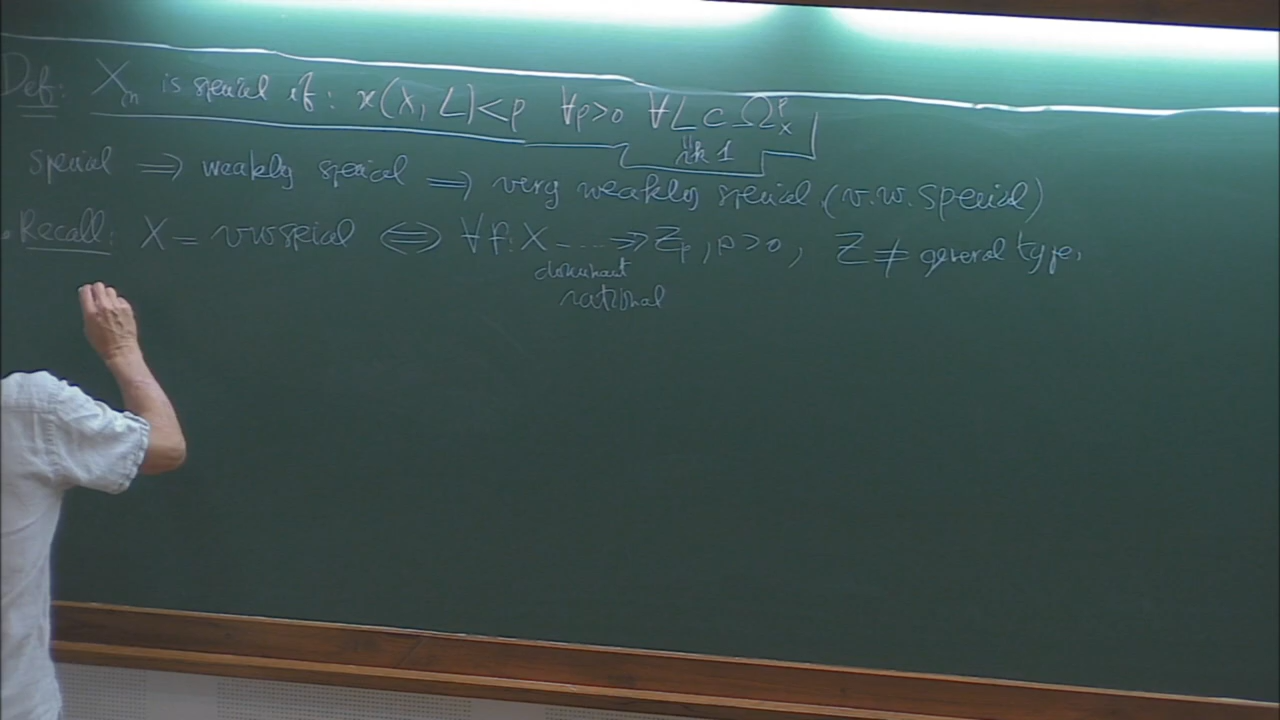 Def: X_n is special if: κ(X, L) < p ∀p>0 ∀L ⊂ Ω^p_X
rk 1
special ⟹ weakly special ⟹ very weakly special (v.w. special)
Recall: X = vwspecial ⟺ ∀f: X ---->> Z_p, p>0, Z ≠ general type,
dominant
rational